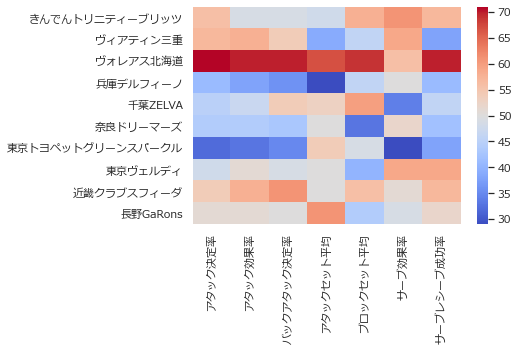 きんでんトリニティーブリッツ
ヴィアティン三重
ヴォレアス北海道
兵庫デルフィーノ
千葉ZELVA
奈良ドリーマーズ
東京トヨペットグリーンスパークル
東京ヴェルディ
近畿クラブスフィーダ
長野GaRons
アタック決定率
アタック効果率
バックアタック決定率
アタックセット平均
ブロックセット平均
サーブ効果率
サーブレシーブ成功率
70
65
60
55
50
45
40
35
30